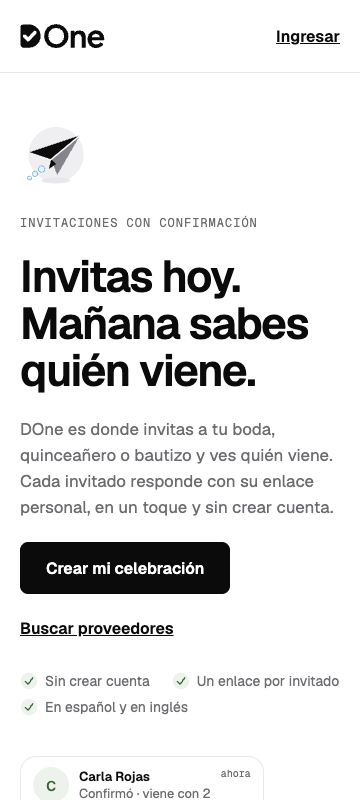 DOne
Ingresar
INVITACIONES CON CONFIRMACIÓN
Invitas hoy.
Mañana sabes
quién viene.
DOne es donde invitas a tu boda,
quinceañero o bautizo y ves quién viene.
Cada invitado responde con su enlace
personal, en un toque y sin crear cuenta.
Crear mi celebración
Buscar proveedores
Sin crear cuenta
Un enlace por invitado
En español y en inglés
C
Carla Rojas
ahora
Confirmó · viene con 2